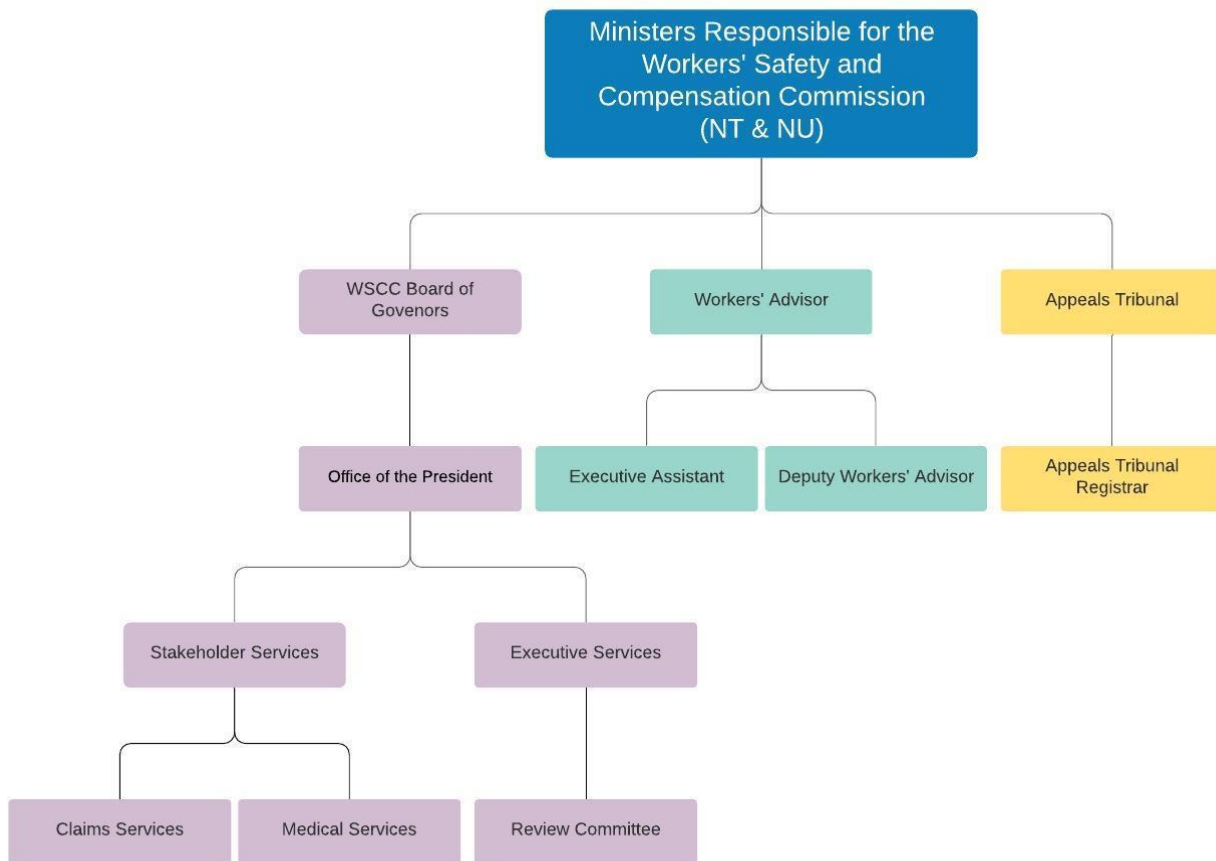 Ministers Responsible for the
Workers' Safety and
Compensation Commission
(NT & NU)
WSCC Board of
Govenors
Workers' Advisor
Appeals Tribunal
Office of the President
Executive Assistant
Deputy Workers' Advisor
Appeals Tribunal
Registrar
Stakeholder Services
Executive Services
Claims Services
Medical Services
Review Committee